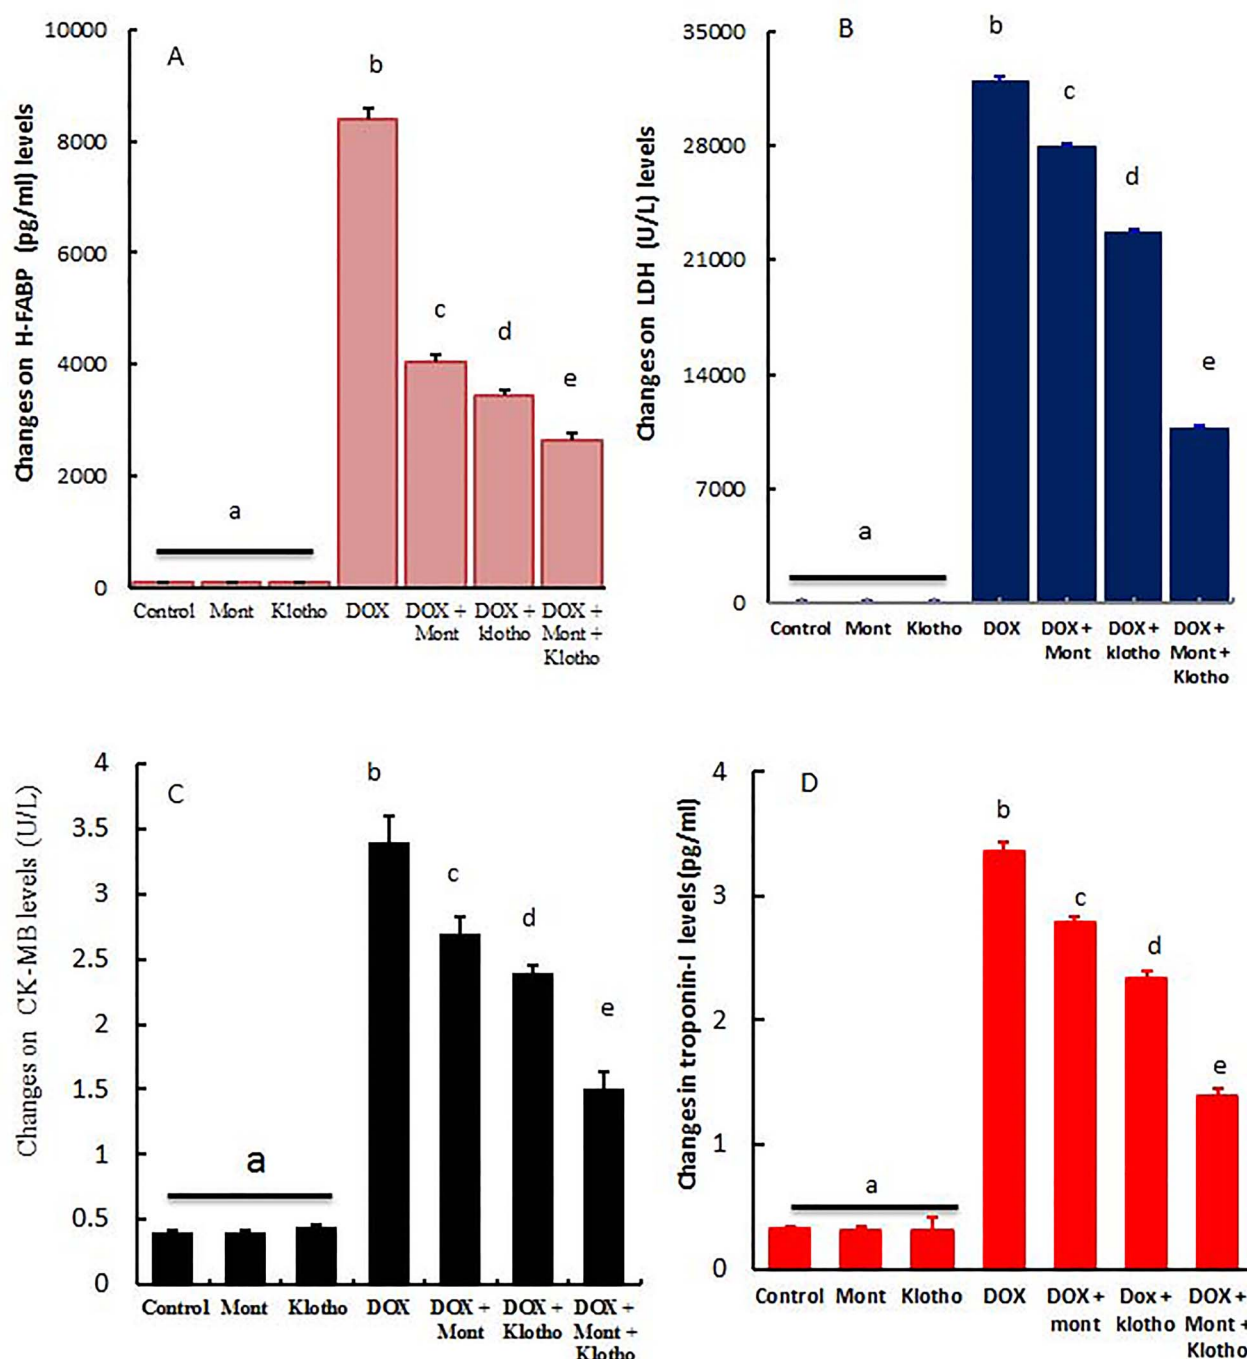 A
Changes on H-FABP (pg/ml) levels
10000
8000
6000
4000
2000
0
a
b
c
d
e
Control Mont Klotho DOX DOX + DOX + DOX +
Mont klotho Mont +
Klotho
B
Changes on LDH (U/L) levels
35000
28000
21000
14000
7000
0
a
b
c
d
e
Control Mont Klotho DOX DOX + DOX + DOX +
Mont klotho Mont +
Klotho
C
Changes on CK-MB levels (U/L)
4
3.5
3
2.5
2
1.5
1
0.5
0
a
b
c
d
e
Control Mont Klotho DOX DOX + DOX + DOX +
Mont Klotho Mont +
Klotho
D
Changes in troponin-I levels (pg/ml)
4
3
2
1
0
a
b
c
d
e
Control Mont Klotho DOX DOX + Dox + DOX +
mont klotho Mont +
Klotho